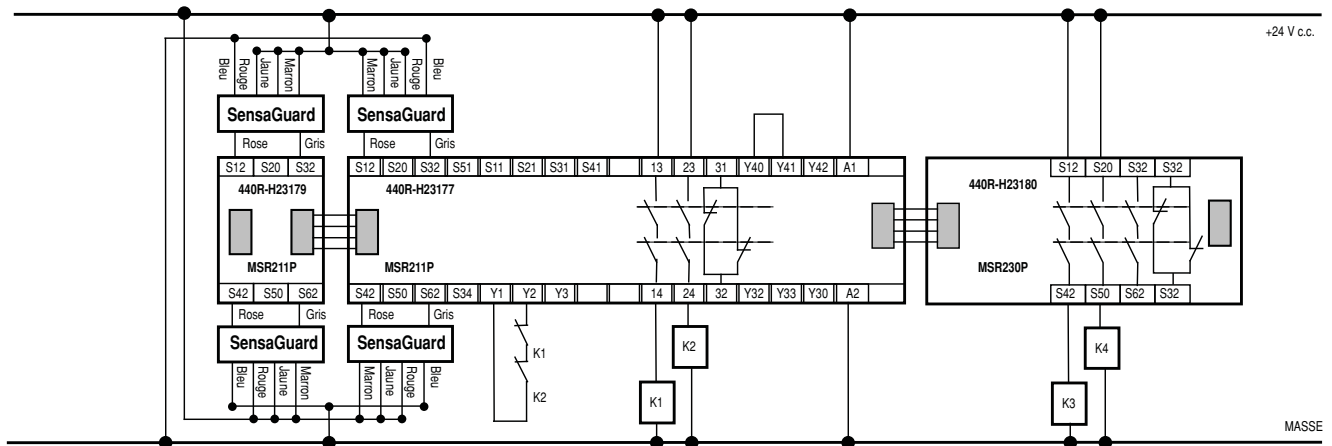 +24 V c.c.
Bleu Rouge Jaune Marron Marron Jaune Rouge Bleu
SensaGuard SensaGuard
Rose Gris Rose Gris
S12 S20 S32 S12 S20 S32 S51 S11 S21 S31 S41 13 23 31 Y40 Y41 Y42 A1 S12 S20 S32 S32
440R-H23179 440R-H23177 440R-H23180
MSR211P MSR211P MSR230P
S42 S50 S62 S42 S50 S62 S34 Y1 Y2 Y3 14 24 32 Y32 Y33 Y30 A2 S42 S50 S62 S32
Rose Gris Rose Gris
SensaGuard SensaGuard
K1 K2 K4
Bleu Rouge Jaune Marron Marron Jaune Rouge Bleu
K2 K1 K3
MASSE